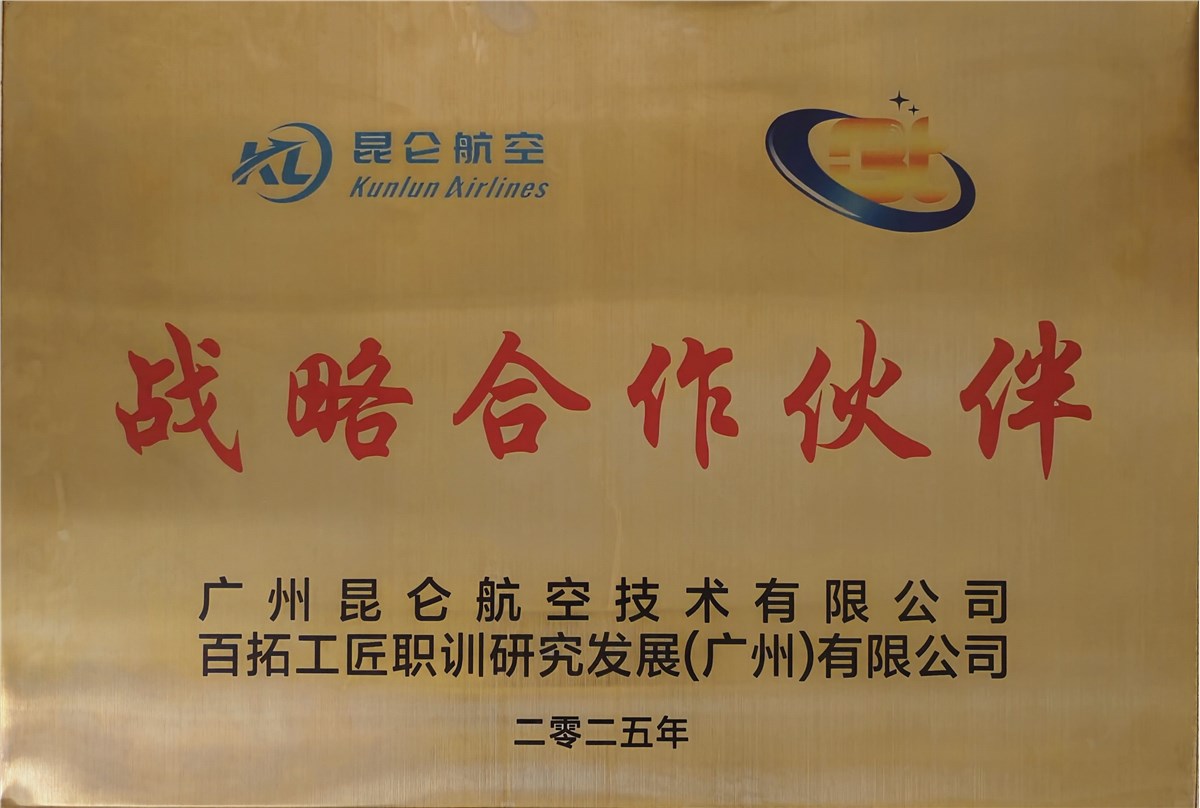 KL 昆仑航空
Kunlun Airlines
战略合作伙伴
广州昆仑航空技术有限公司
百拓工匠职训研究发展(广州)有限公司
二零二五年